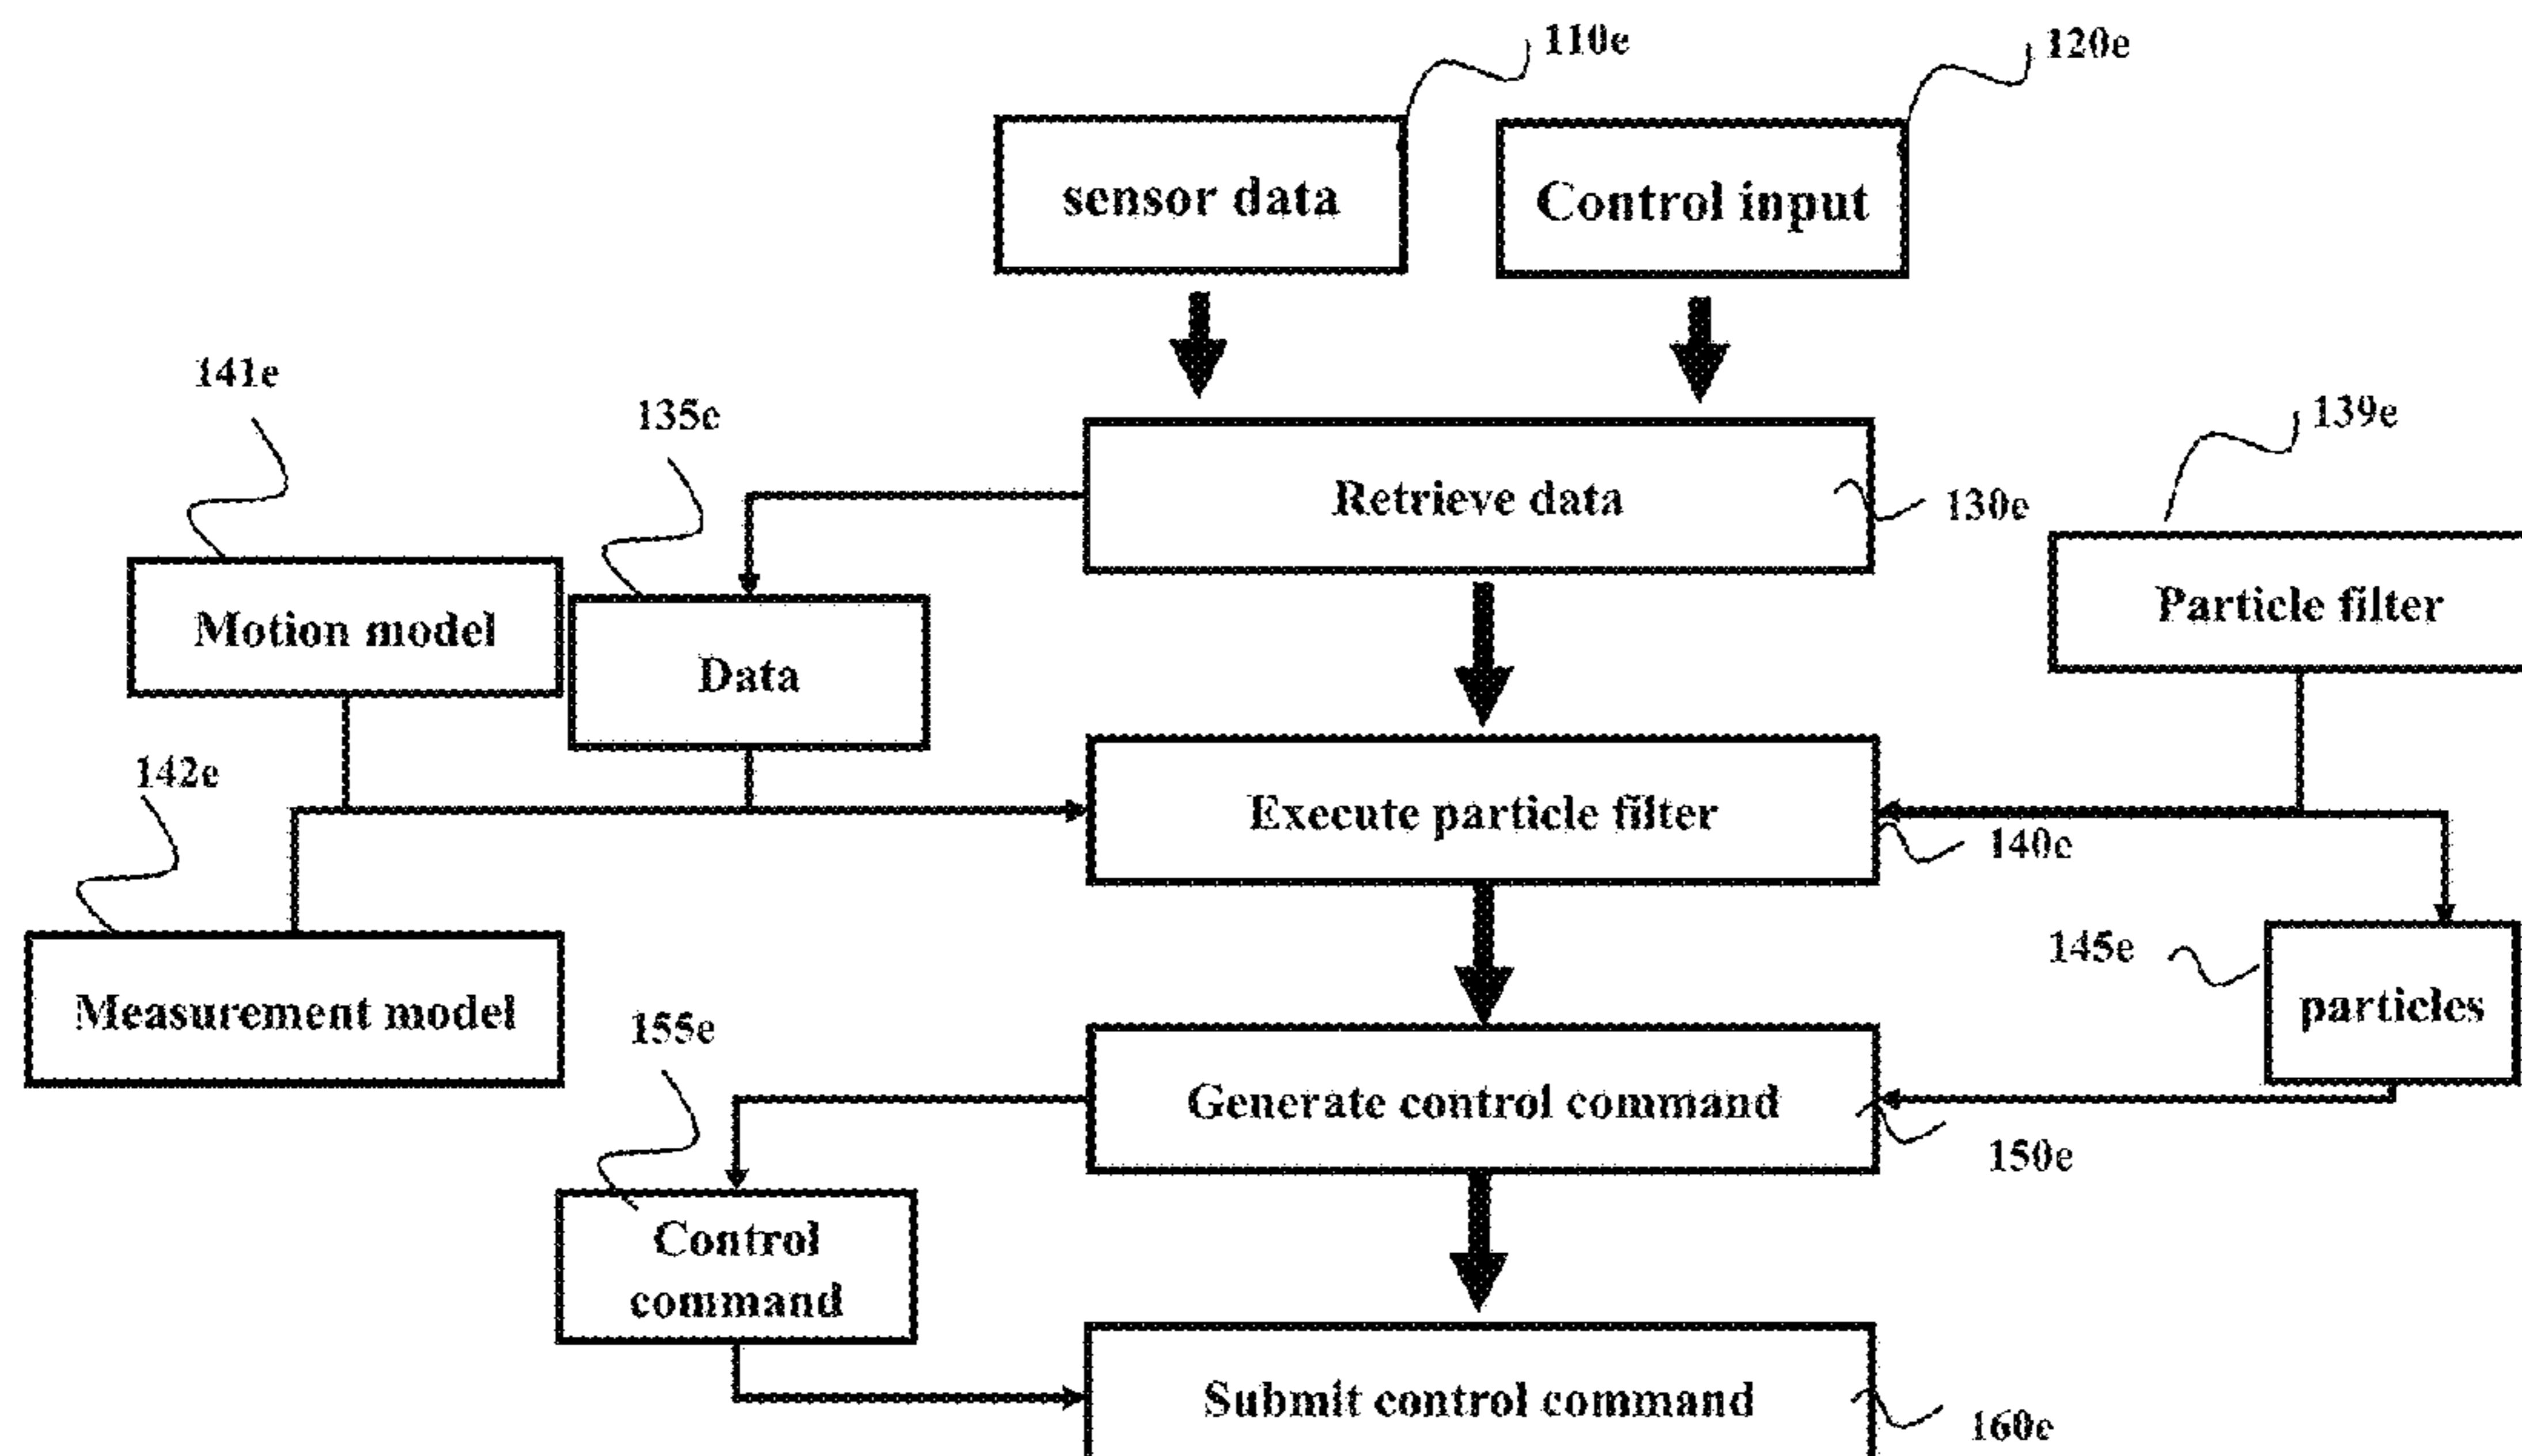 110e
120e
sensor data
Control input
141e
135e
139e
Retrieve data
130e
Motion model
Data
Particle filter
142e
Execute particle filter
140e
145e
Measurement model
particles
155e
Generate control command
150e
Control
command
Submit control command
160e